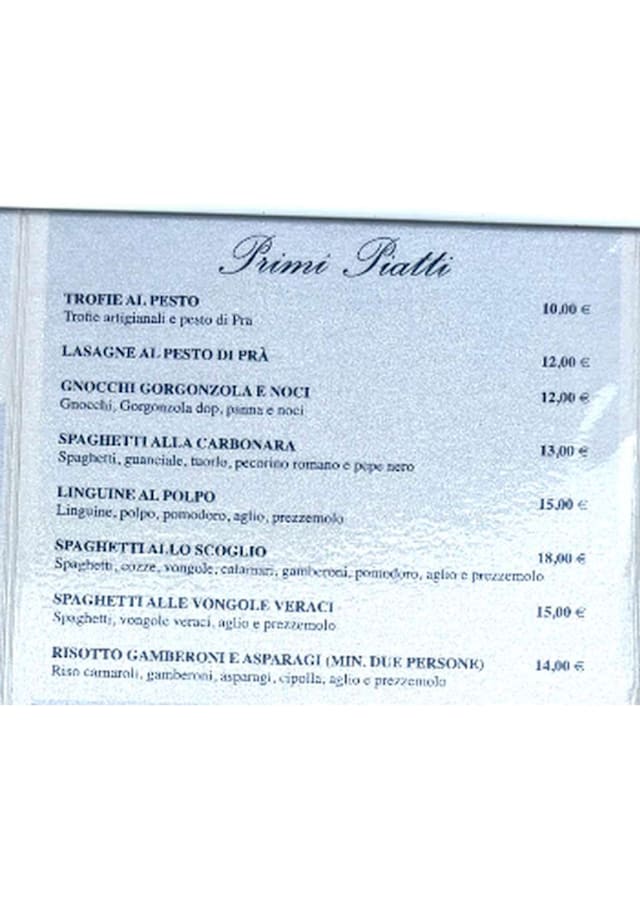 Primi Piatti
TROFIE AL PESTO 10,00 €
Trofie artigianali e pesto di Pra
LASAGNE AL PESTO DI PRÀ 12,00 €
GNOCCHI GORGONZOLA E NOCI 12,00 €
Gnocchi, Gorgonzola dop, panna e noci
SPAGHETTI ALLA CARBONARA 13,00 €
Spaghetti, guanciale, tuorlo, pecorino romano e pepe nero
LINGUINE AL POLPO 15,00 €
Linguine, polpo, pomodoro, aglio, prezzemolo
SPAGHETTI ALLO SCOGLIO 18,00 €
Spaghetti, cozze, vongole, calamari, gamberoni, pomodoro, aglio e prezzemolo
SPAGHETTI ALLE VONGOLE VERACI 15,00 €
Spaghetti, vongole veraci, aglio e prezzemolo
RISOTTO GAMBERONI E ASPARAGI (MIN. DUE PERSONE) 14,00 €
Riso carnaroli, gamberoni, asparagi, cipolla, aglio e prezzemolo